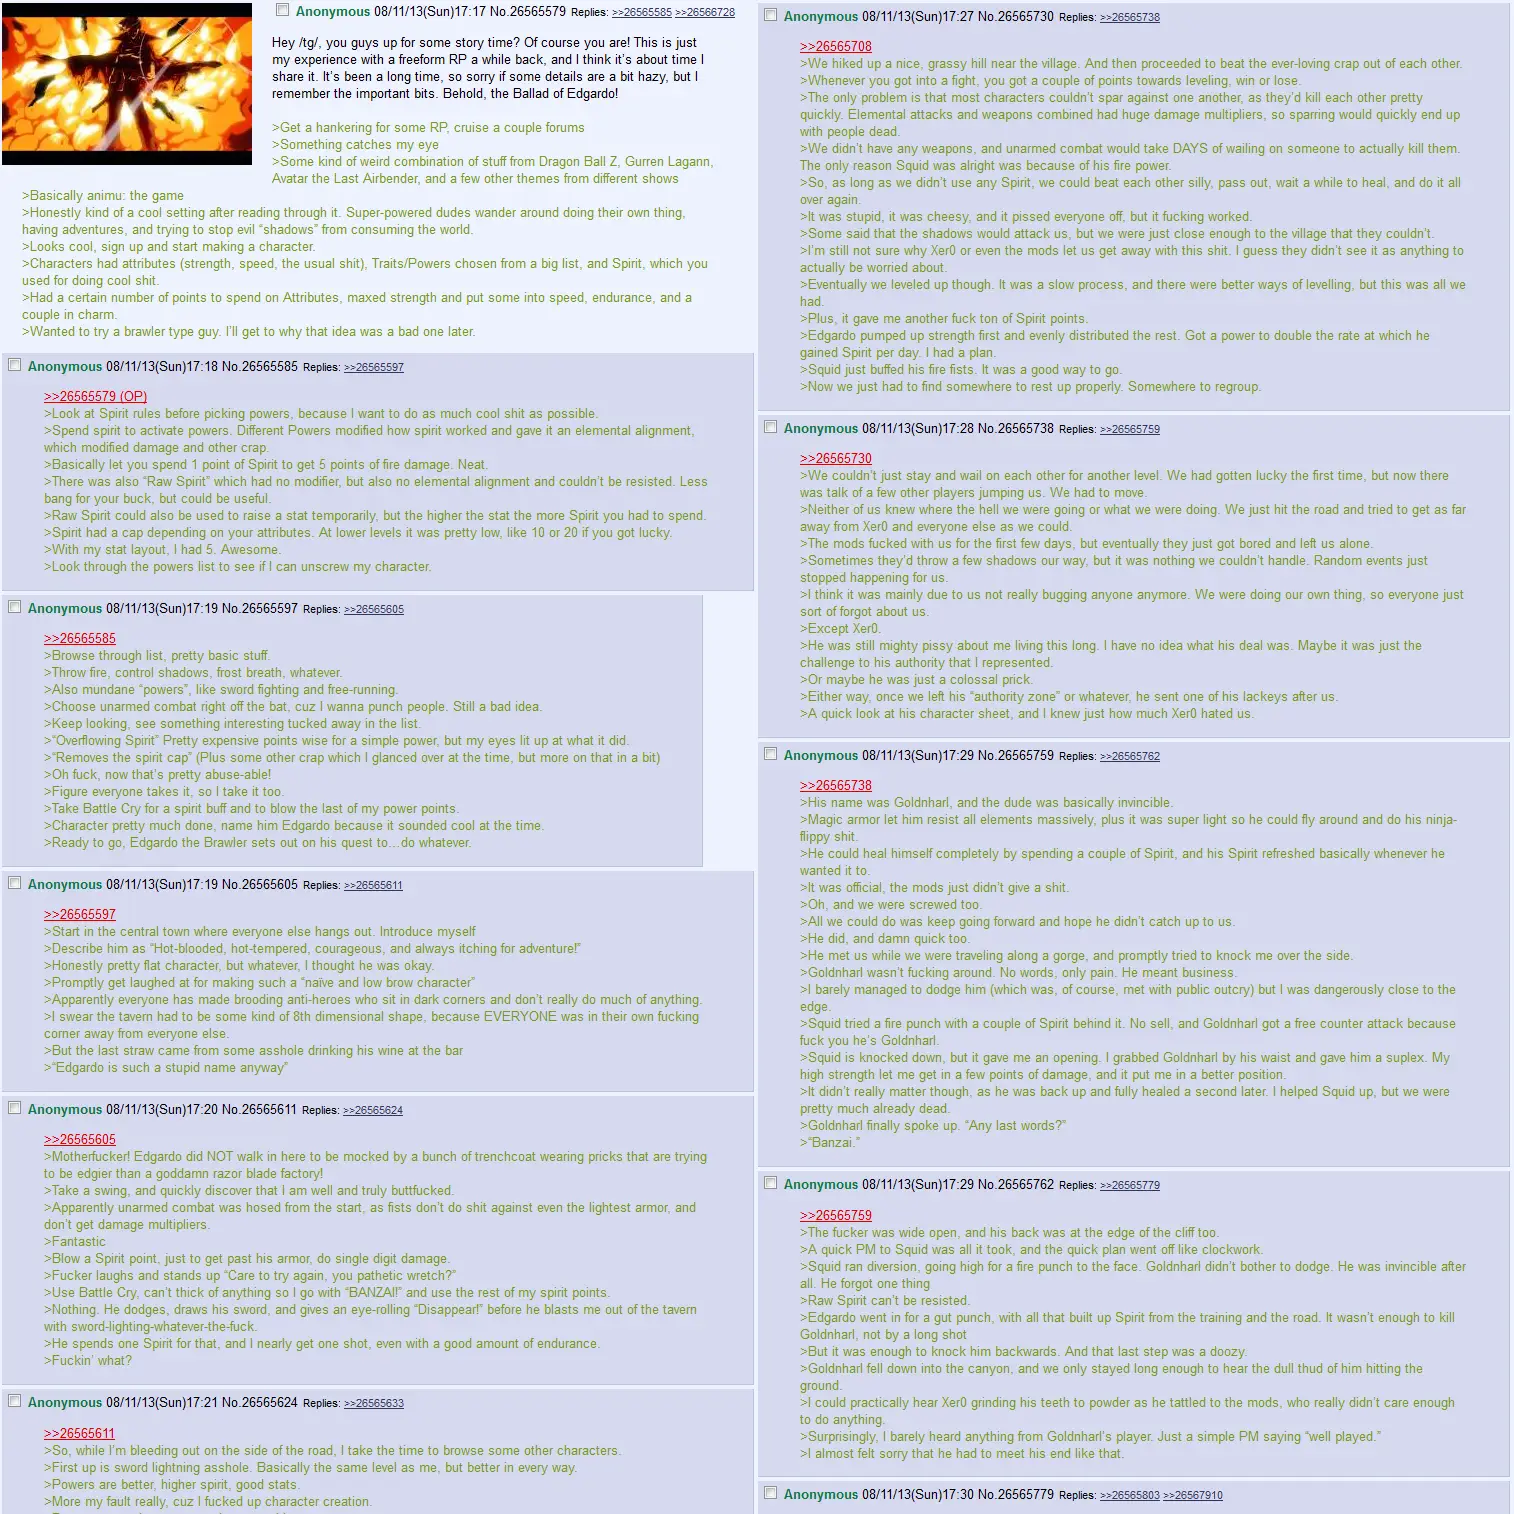 Anonymous 08/11/13(Sun)17:17 No.26565579 Replies: >>26565585 >>26566728
Hey /tg/, you guys up for some story time? Of course you are! This is just
my experience with a freeform RP a while back, and I think it's about time I
share it. It's been a long time, so sorry if some details are a bit hazy, but I
remember the important bits. Behold, the Ballad of Edgardo!
>Get a hankering for some RP, cruise a couple forums
>Something catches my eye
>Some kind of weird combination of stuff from Dragon Ball Z, Gurren Lagann,
Avatar the Last Airbender, and a few other themes from different shows
>Basically animu: the game
>Honestly kind of a cool setting after reading through it. Super-powered dudes wander around doing their own thing,
having adventures, and trying to stop evil “shadows” from consuming the world.
>Looks cool, sign up and start making a character.
>Characters had attributes (strength, speed, the usual shit), Traits/Powers chosen from a big list, and Spirit, which you
used for doing cool shit.
>Had a certain number of points to spend on Attributes, maxed strength and put some into speed, endurance, and a
couple in charm.
>Wanted to try a brawler type guy. I'll get to why that idea was a bad one later.
Anonymous 08/11/13(Sun)17:18 No.26565585 Replies: >>26565597
>>26565579 (OP)
>Look at Spirit rules before picking powers, because I want to do as much cool shit as possible.
>Spend spirit to activate powers. Different Powers modified how spirit worked and gave it an elemental alignment,
which modified damage and other crap.
>Basically let you spend 1 point of Spirit to get 5 points of fire damage. Neat.
>There was also “Raw Spirit” which had no modifier, but also no elemental alignment and couldn't be resisted. Less
bang for your buck, but could be useful.
>Raw Spirit could also be used to raise a stat temporarily, but the higher the stat the more Spirit you had to spend.
>Spirit had a cap depending on your attributes. At lower levels it was pretty low, like 10 or 20 if you got lucky.
>With my stat layout, I had 5. Awesome.
>Look through the powers list to see if I can unscrew my character.
Anonymous 08/11/13(Sun)17:19 No.26565597 Replies: >>26565605
>>26565585
>Browse through list, pretty basic stuff.
>Throw fire, control shadows, frost breath, whatever.
>Also mundane “powers”, like sword fighting and free-running.
>Choose unarmed combat right off the bat, cuz I wanna punch people. Still a bad idea.
>Keep looking, see something interesting tucked away in the list.
>“Overflowing Spirit” Pretty expensive points wise for a simple power, but my eyes lit up at what it did.
>“Removes the spirit cap” (Plus some other crap which I glanced over at the time, but more on that in a bit)
>Oh fuck, now that's pretty abuse-able!
>Figure everyone takes it, so I take it too.
>Take Battle Cry for a spirit buff and to blow the last of my power points.
>Character pretty much done, name him Edgardo because it sounded cool at the time.
>Ready to go, Edgardo the Brawler sets out on his quest to…do whatever.
Anonymous 08/11/13(Sun)17:19 No.26565605 Replies: >>26565611
>>26565597
>Start in the central town where everyone else hangs out. Introduce myself
>Describe him as “Hot-blooded, hot-tempered, courageous, and always itching for adventure!”
>Honestly pretty flat character, but whatever, I thought he was okay.
>Promptly get laughed at for making such a “naïve and low brow character”
>Apparently everyone has made brooding anti-heroes who sit in dark corners and don't really do much of anything.
>I swear the tavern had to be some kind of 8th dimensional shape, because EVERYONE was in their own fucking
corner away from everyone else.
>But the last straw came from some asshole drinking his wine at the bar
>“Edgardo is such a stupid name anyway”
Anonymous 08/11/13(Sun)17:20 No.26565611 Replies: >>26565624
>>26565605
>Motherfucker! Edgardo did NOT walk in here to be mocked by a bunch of trenchcoat wearing pricks that are trying
to be edgier than a goddamn razor blade factory!
>Take a swing, and quickly discover that I am well and truly buttfucked.
>Apparently unarmed combat was hosed from the start, as fists don't do shit against even the lightest armor, and
don't get damage multipliers.
>Fantastic
>Blow a Spirit point, just to get past his armor, do single digit damage.
>Fucker laughs and stands up “Care to try again, you pathetic wretch?”
>Use Battle Cry, can't think of anything so I go with “BANZAI!” and use the rest of my spirit points.
>Nothing. He dodges, draws his sword, and gives an eye-rolling “Disappear!” before he blasts me out of the tavern
with sword-lighting-whatever-the-fuck.
>He spends one Spirit for that, and I nearly get one shot, even with a good amount of endurance.
>Fuckin' what?
Anonymous 08/11/13(Sun)17:21 No.26565624 Replies: >>26565633
>>26565611
>So, while I'm bleeding out on the side of the road, I take the time to browse some other characters.
>First up is sword lightning asshole. Basically the same level as me, but better in every way.
>Powers are better, higher spirit, good stats.
>More my fault really, cuz I fucked up character creation.
Anonymous 08/11/13(Sun)17:27 No.26565730 Replies: >>26565738
>>26565708
>We hiked up a nice, grassy hill near the village. And then proceeded to beat the ever-loving crap out of each other.
>Whenever you got into a fight, you got a couple of points towards leveling, win or lose.
>The only problem is that most characters couldn't spar against one another, as they'd kill each other pretty
quickly. Elemental attacks and weapons combined had huge damage multipliers, so sparring would quickly end up
with people dead.
>We didn't have any weapons, and unarmed combat would take DAYS of wailing on someone to actually kill them.
The only reason Squid was alright was because of his fire power.
>So, as long as we didn't use any Spirit, we could beat each other silly, pass out, wait a while to heal, and do it all
over again.
>It was stupid, it was cheesy, and it pissed everyone off, but it fucking worked.
>Some said that the shadows would attack us, but we were just close enough to the village that they couldn't.
>I'm still not sure why Xer0 or even the mods let us get away with this shit. I guess they didn't see it as anything to
actually be worried about.
>Eventually we leveled up though. It was a slow process, and there were better ways of levelling, but this was all we
had.
>Plus, it gave me another fuck ton of Spirit points.
>Edgardo pumped up strength first and evenly distributed the rest. Got a power to double the rate at which he
gained Spirit per day. I had a plan.
>Squid just buffed his fire fists. It was a good way to go.
>Now we just had to find somewhere to rest up properly. Somewhere to regroup.
Anonymous 08/11/13(Sun)17:28 No.26565738 Replies: >>26565759
>>26565730
>We couldn't just stay and wail on each other for another level. We had gotten lucky the first time, but now there
was talk of a few other players jumping us. We had to move.
>Neither of us knew where the hell we were going or what we were doing. We just hit the road and tried to get as far
away from Xer0 and everyone else as we could.
>The mods fucked with us for the first few days, but eventually they just got bored and left us alone.
>Sometimes they'd throw a few shadows our way, but it was nothing we couldn't handle. Random events just
stopped happening for us.
>I think it was mainly due to us not really bugging anyone anymore. We were doing our own thing, so everyone just
sort of forgot about us.
>Except Xer0.
>He was still mighty pissy about me living this long. I have no idea what his deal was. Maybe it was just the
challenge to his authority that I represented.
>Or maybe he was just a colossal prick.
>Either way, once we left his “authority zone” or whatever, he sent one of his lackeys after us.
>A quick look at his character sheet, and I knew just how much Xer0 hated us.
Anonymous 08/11/13(Sun)17:29 No.26565759 Replies: >>26565762
>>26565738
>His name was Goldnharl, and the dude was basically invincible.
>Magic armor let him resist all elements massively, plus it was super light so he could fly around and do his ninja-
flippy shit.
>He could heal himself completely by spending a couple of Spirit, and his Spirit refreshed basically whenever he
wanted it to.
>It was official, the mods just didn't give a shit.
>Oh, and we were screwed too.
>All we could do was keep going forward and hope he didn't catch up to us.
>He did, and damn quick too.
>He met us while we were traveling along a gorge, and promptly tried to knock me over the side.
>Goldnharl wasn't fucking around. No words, only pain. He meant business.
>I barely managed to dodge him (which was, of course, met with public outcry) but I was dangerously close to the
edge.
>Squid tried a fire punch with a couple of Spirit behind it. No sell, and Goldnharl got a free counter attack because
fuck you he's Goldnharl.
>Squid is knocked down, but it gave me an opening. I grabbed Goldnharl by his waist and gave him a suplex. My
high strength let me get in a few points of damage, and it put me in a better position.
>It didn't really matter though, as he was back up and fully healed a second later. I helped Squid up, but we were
pretty much already dead.
>Goldnharl finally spoke up. “Any last words?”
>“Banzai.”
Anonymous 08/11/13(Sun)17:29 No.26565762 Replies: >>26565779
>>26565759
>The fucker was wide open, and his back was at the edge of the cliff too.
>A quick PM to Squid was all it took, and the quick plan went off like clockwork.
>Squid ran diversion, going high for a fire punch to the face. Goldnharl didn't bother to dodge. He was invincible after
all. He forgot one thing
>Raw Spirit can't be resisted.
>Edgardo went in for a gut punch, with all that built up Spirit from the training and the road. It wasn't enough to kill
Goldnharl, not by a long shot
>But it was enough to knock him backwards. And that last step was a doozy.
>Goldnharl fell down into the canyon, and we only stayed long enough to hear the dull thud of him hitting the
ground.
>I could practically hear Xer0 grinding his teeth to powder as he tattled to the mods, who really didn't care enough
to do anything.
>Surprisingly, I barely heard anything from Goldnharl's player. Just a simple PM saying “well played.”
>I almost felt sorry that he had to meet his end like that.
Anonymous 08/11/13(Sun)17:30 No.26565779 Replies: >>26565803 >>26567910